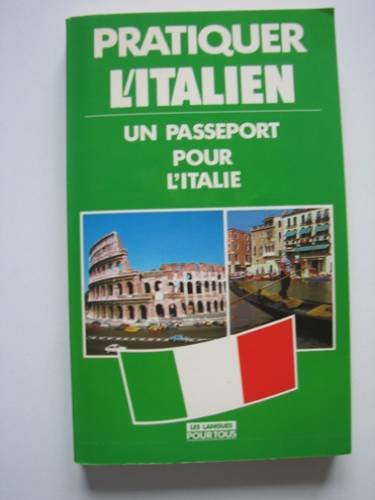 PRATIQUER
L'ITALIEN
UN PASSEPORT
POUR
L'ITALIE
LES LANGUES
POUR TOUS